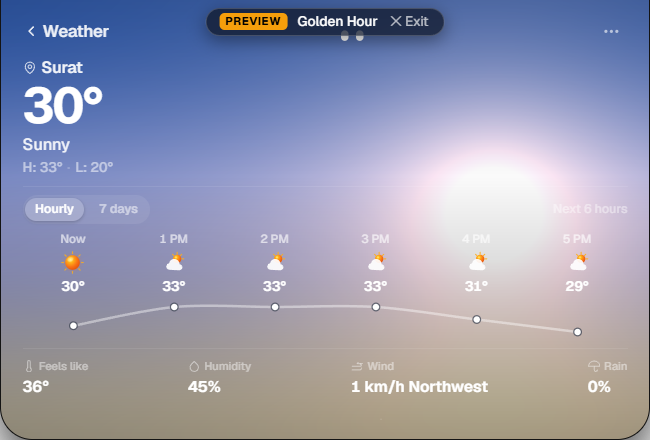 PREVIEW Golden Hour Exit
Weather
Surat
30°
Sunny
H: 33° · L: 20°
Hourly 7 days Next 6 hours
Now 1 PM 2 PM 3 PM 4 PM 5 PM
30° 33° 33° 33° 31° 29°
Feels like Humidity Wind Rain
36° 45% 1 km/h Northwest 0%